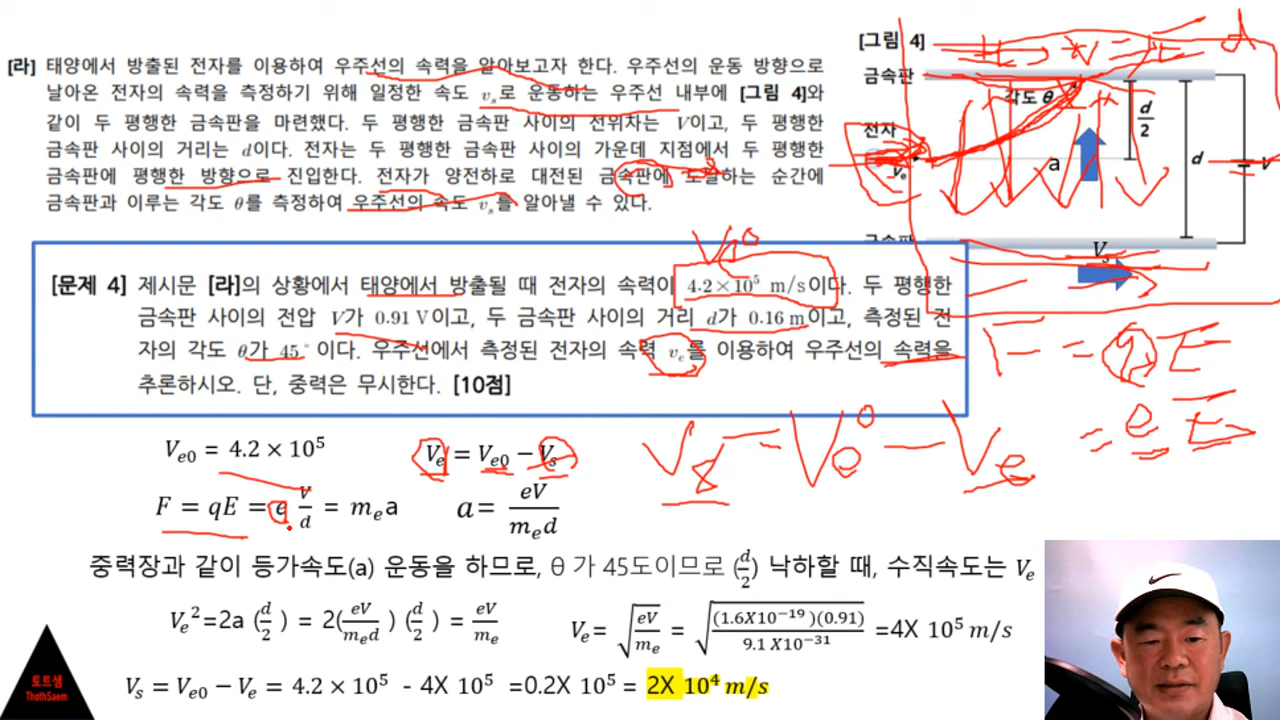 [그림 4]
[라] 태양에서 방출된 전자를 이용하여 우주선의 속력을 알아보고자 한다. 우주선의 운동 방향으로
날아온 전자의 속력을 측정하기 위해 일정한 속도 vₛ로 운동하는 우주선 내부에 [그림 4]와
같이 두 평행한 금속판을 마련했다. 두 평행한 금속판 사이의 전위차는 V이고, 두 평행한
금속판 사이의 거리는 d이다. 전자는 두 평행한 금속판 사이의 가운데 지점에서 두 평행한
금속판에 평행한 방향으로 진입한다. 전자가 양전하로 대전된 금속판에 도달하는 순간에
금속판과 이루는 각도 θ를 측정하여 우주선의 속도 vₛ를 알아낼 수 있다.
금속판
각도 θ
d/2
전자
Vₑ
a
d
V
금속판
Vₛ
d
[문제 4] 제시문 [라]의 상황에서 태양에서 방출될 때 전자의 속력이 4.2×10⁵ m/s이다. 두 평행한
금속판 사이의 전압 V가 0.91 V이고, 두 금속판 사이의 거리 d가 0.16 m이고, 측정된 전
자의 각도 θ가 45°이다. 우주선에서 측정된 전자의 속력 vₑ를 이용하여 우주선의 속력을
추론하시오. 단, 중력은 무시한다. [10점]
F = qE
= eE
Vₑ₀ = 4.2 × 10⁵
Vₑ = Vₑ₀ − Vₛ
F = qE = e V/d = mₑa
a = eV/mₑd
중력장과 같이 등가속도(a) 운동을 하므로, θ 가 45도이므로 (d/2) 낙하할 때, 수직속도는 Vₑ
Vₑ²=2a (d/2) = 2(eV/mₑd) (d/2) = eV/mₑ
Vₑ= √(eV/mₑ) = √((1.6X10⁻¹⁹)(0.91)/9.1X10⁻³¹) =4X 10⁵ m/s
Vₛ = Vₑ₀ − Vₑ = 4.2 × 10⁵ - 4X 10⁵ =0.2X 10⁵ = 2X 10⁴ m/s
토트샘
ThothSaem